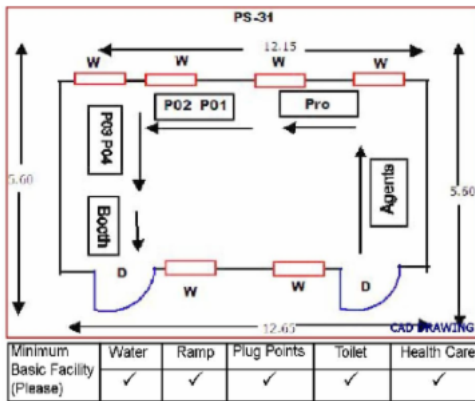 PS-31
12.15
W W W W
P02 P01 Pro
P03 P04
5.60
5.60
Agents
Booth
D D
W W
CAD DRAWING
12.65
Minimum Basic Facility (Please) Water Ramp Plug Points Toilet Health Care
✓ ✓ ✓ ✓ ✓